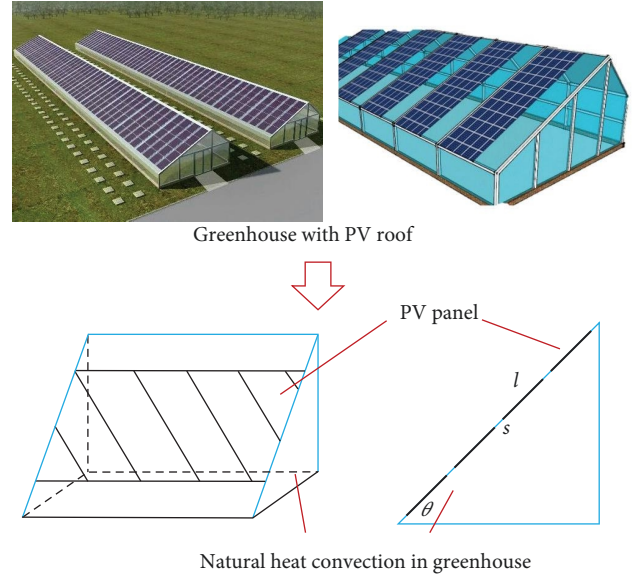 Greenhouse with PV roof
PV panel
l
s
θ
Natural heat convection in greenhouse